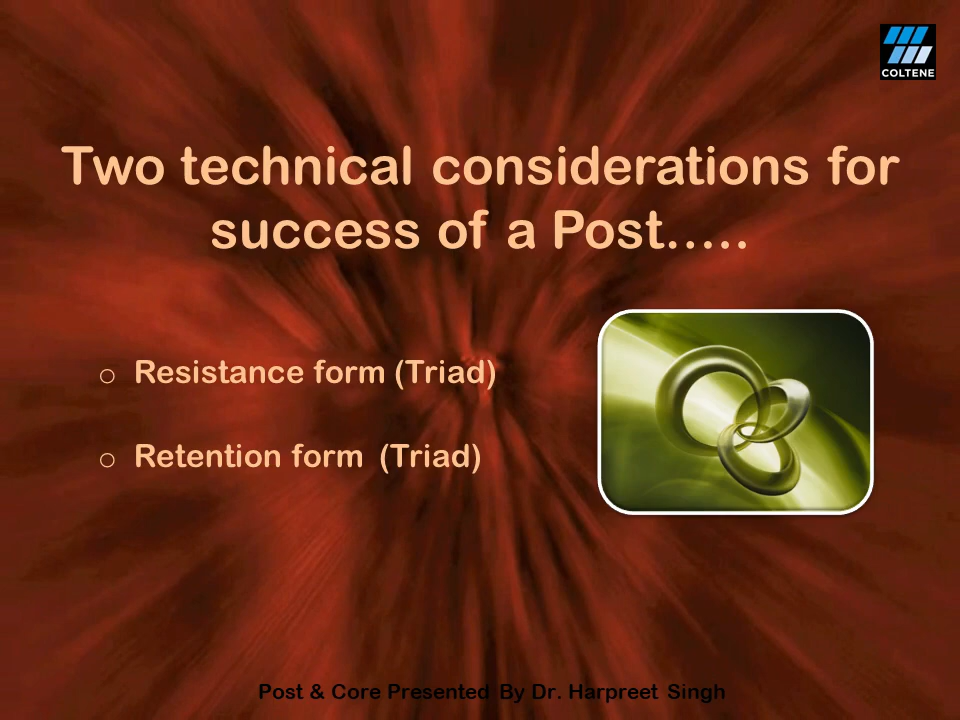 COLTENE
Two technical considerations for
success of a Post.....
o Resistance form (Triad)
o Retention form (Triad)
Post & Core Presented By Dr. Harpreet Singh